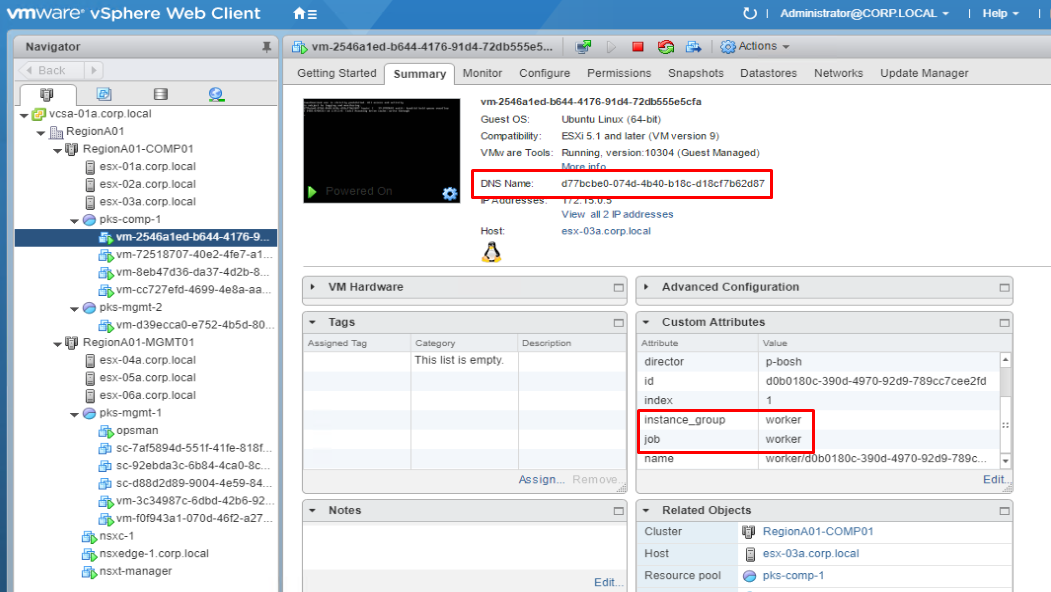 vmware® vSphere Web Client
Administrator@CORP.LOCAL
Help
Navigator
Back
vcsa-01a.corp.local
RegionA01
RegionA01-COMP01
esx-01a.corp.local
esx-02a.corp.local
esx-03a.corp.local
pks-comp-1
vm-2546a1ed-b644-4176-9...
vm-72518707-40e2-4fe7-a1...
vm-8eb47d36-da37-4d2b-8...
vm-cc727efd-4699-4e8a-aa...
pks-mgmt-2
vm-d39ecca0-e752-4b5d-80...
RegionA01-MGMT01
esx-04a.corp.local
esx-05a.corp.local
esx-06a.corp.local
pks-mgmt-1
opsman
sc-7af5894d-551f-41fe-818f...
sc-92ebda3c-6b84-4ca0-8c...
sc-d88d2d89-9004-4e59-84...
vm-3c34987c-6dbd-42b6-92...
vm-f0f943a1-070d-46f2-a27...
nsxc-1
nsxedge-1.corp.local
nsxt-manager
vm-2546a1ed-b644-4176-91d4-72db555e5...
Actions
Getting Started Summary Monitor Configure Permissions Snapshots Datastores Networks Update Manager
Powered On
vm-2546a1ed-b644-4176-91d4-72db555e5cfa
Guest OS: Ubuntu Linux (64-bit)
Compatibility: ESXi 5.1 and later (VM version 9)
VMware Tools: Running, version:10304 (Guest Managed)
More info
DNS Name: d77bcbe0-074d-4b40-b18c-d18cf7b62d87
IP Addresses: 172.15.0.5
View all 2 IP addresses
Host: esx-03a.corp.local
VM Hardware
Advanced Configuration
Tags
Assigned Tag Category Description
This list is empty.
Assign... Remove...
Custom Attributes
Attribute Value
director p-bosh
id d0b0180c-390d-4970-92d9-789cc7cee2fd
index 1
instance_group worker
job worker
name worker/d0b0180c-390d-4970-92d9-789c...
Edit...
Notes
Edit...
Related Objects
Cluster RegionA01-COMP01
Host esx-03a.corp.local
Resource pool pks-comp-1